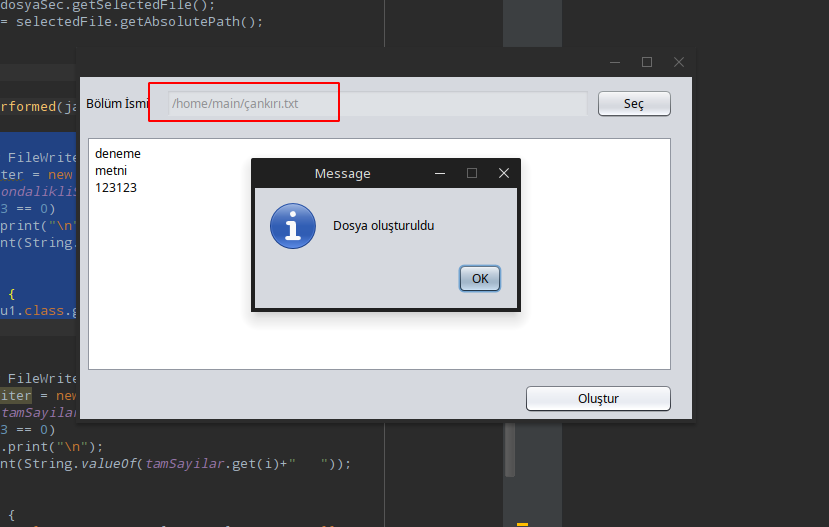 dosyaSec.getSelectedFile();
= selectedFile.getAbsolutePath();
rformed(ja
Bölüm İsmi
/home/main/çankırı.txt
Seç
deneme
metni
123123
Message
Dosya oluşturuldu
OK
Oluştur
FileWrite
ter = new
ondalikliS
3 == 0)
print("\n"
nt(String.
{
u1.class.g
FileWrite
iter = new
tamSayilar
3 == 0)
.print("\n");
nt(String.valueOf(tamSayilar.get(i)+"   "));
{